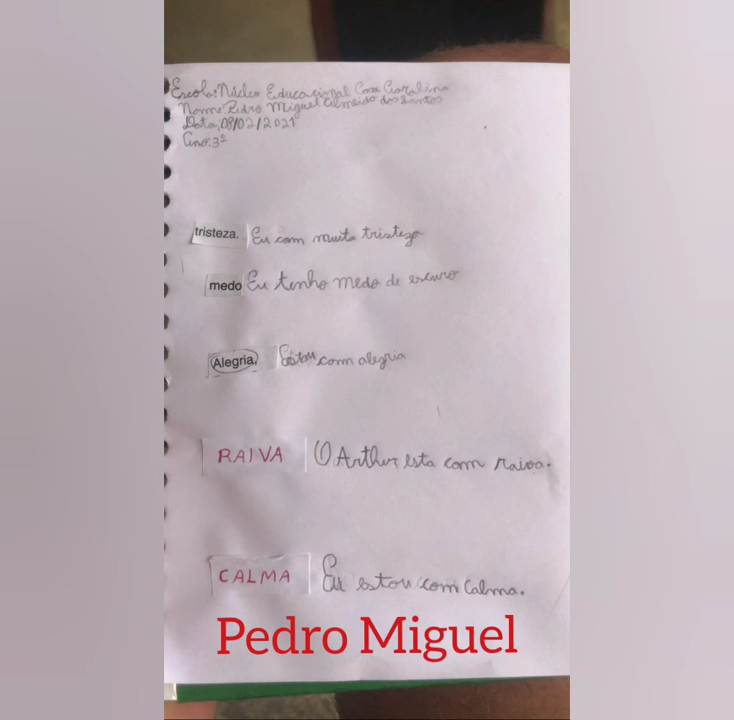 Escola: Núcleo Educacional Cora Coralina
Nome Pedro Miguel Almeida dos Santos
Data, 08/02/2021
Ano: 3º
tristeza. Eu com muita tristeza
medo Eu tenho medo de escuro
Alegria. Estou com alegria
RAIVA O Arthur esta com raiva.
CALMA Eu estou com Calma.
Pedro Miguel